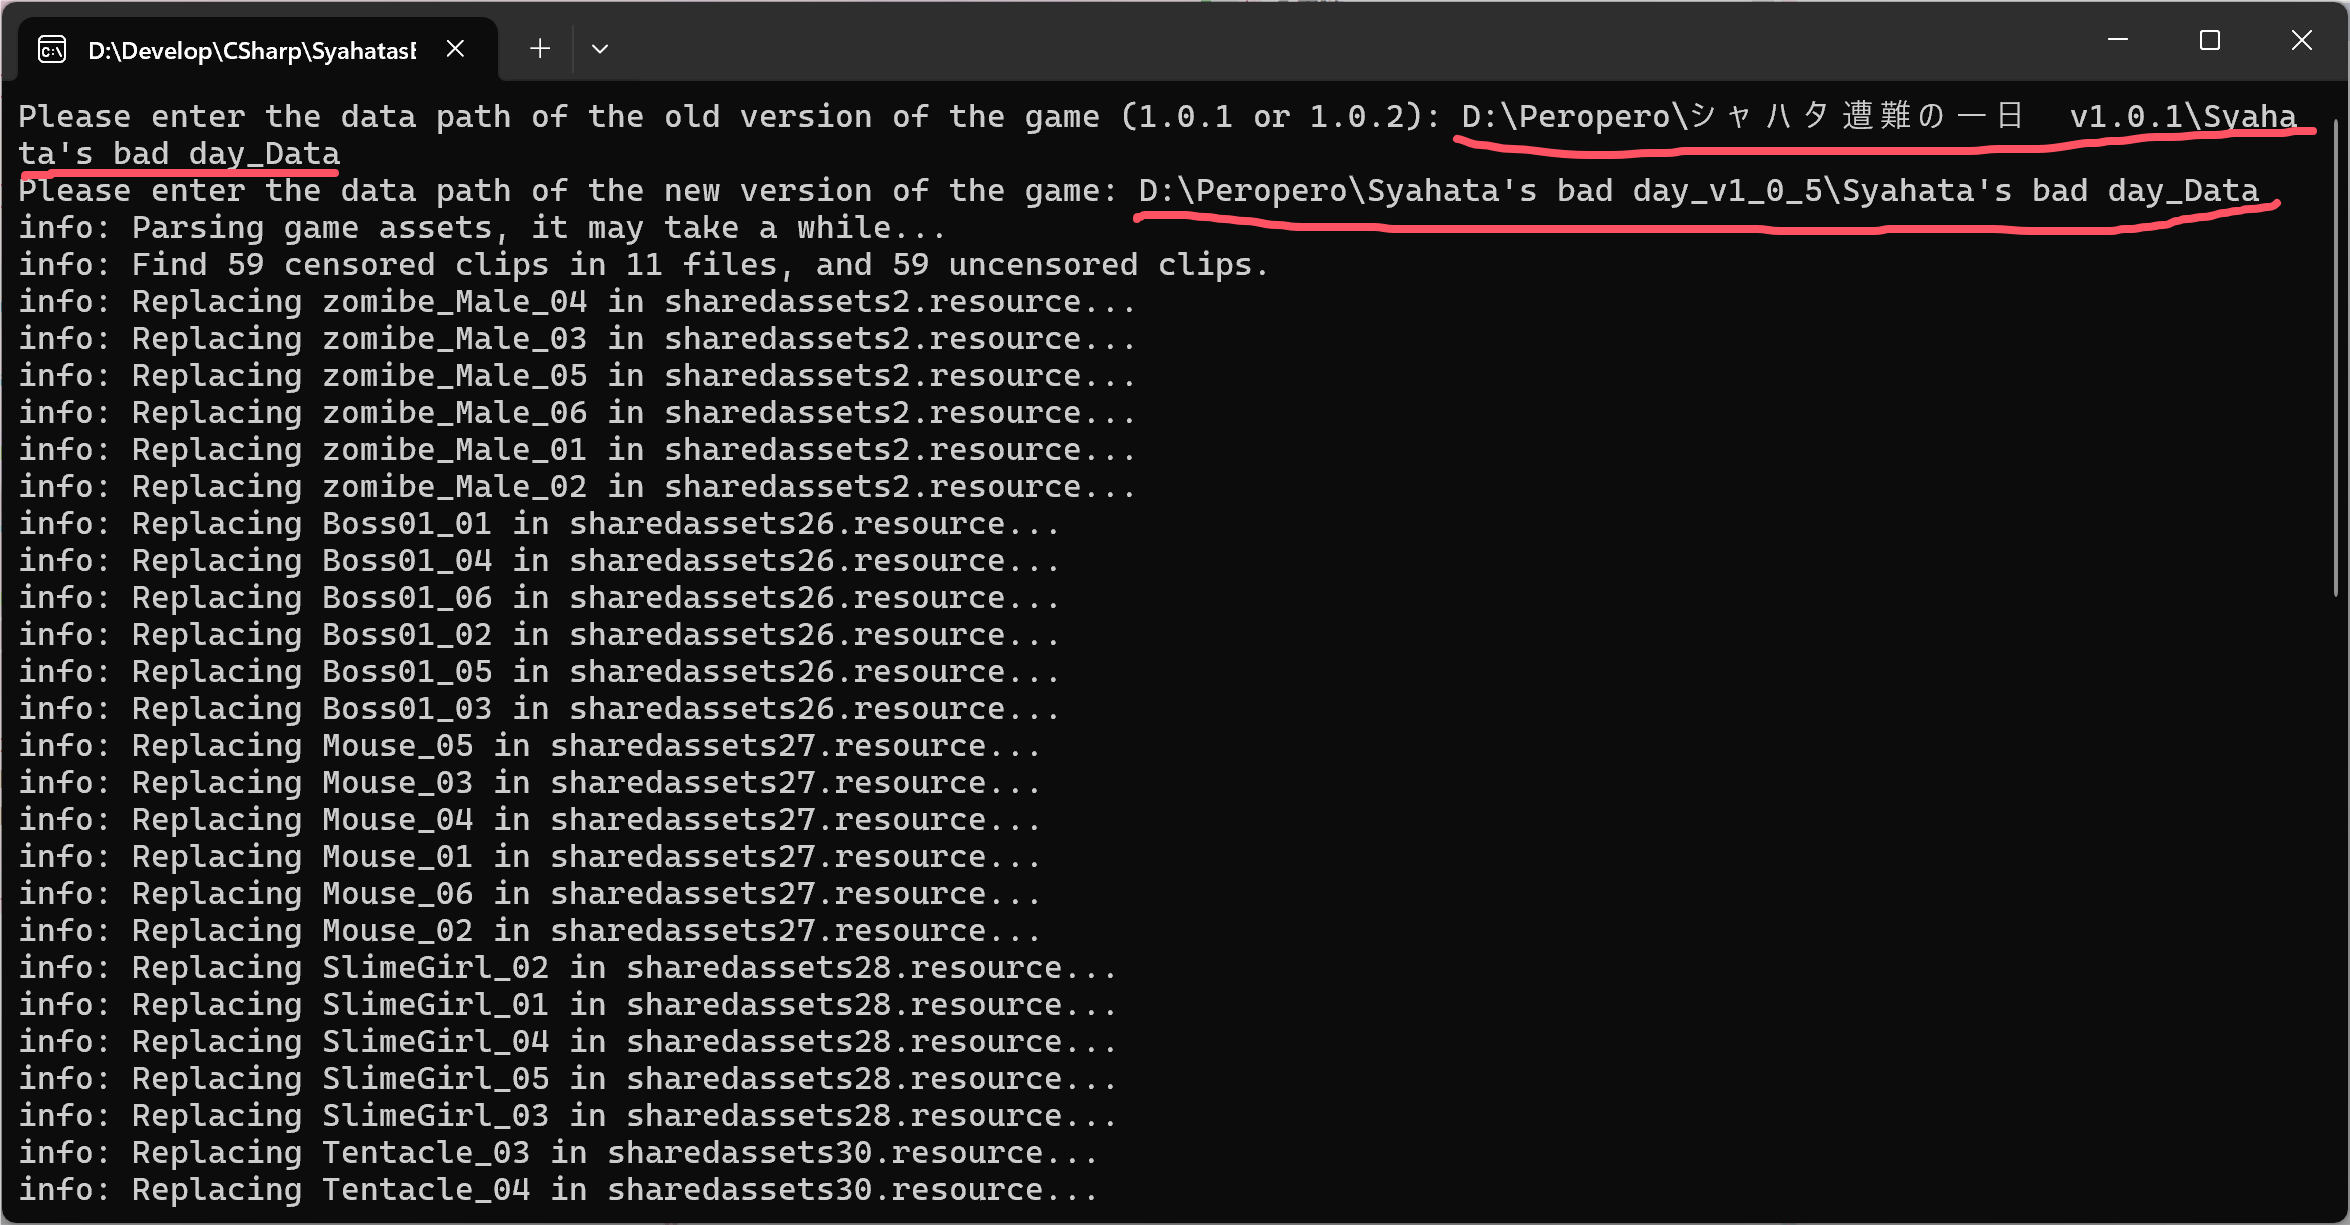 D:\Develop\CSharp\Syahatas
Please enter the data path of the old version of the game (1.0.1 or 1.0.2): D:\Peropero\シャハタ遭難の一日　v1.0.1\Syaha
ta's bad day_Data
Please enter the data path of the new version of the game: D:\Peropero\Syahata's bad day_v1_0_5\Syahata's bad day_Data
info: Parsing game assets, it may take a while...
info: Find 59 censored clips in 11 files, and 59 uncensored clips.
info: Replacing zomibe_Male_04 in sharedassets2.resource...
info: Replacing zomibe_Male_03 in sharedassets2.resource...
info: Replacing zomibe_Male_05 in sharedassets2.resource...
info: Replacing zomibe_Male_06 in sharedassets2.resource...
info: Replacing zomibe_Male_01 in sharedassets2.resource...
info: Replacing zomibe_Male_02 in sharedassets2.resource...
info: Replacing Boss01_01 in sharedassets26.resource...
info: Replacing Boss01_04 in sharedassets26.resource...
info: Replacing Boss01_06 in sharedassets26.resource...
info: Replacing Boss01_02 in sharedassets26.resource...
info: Replacing Boss01_05 in sharedassets26.resource...
info: Replacing Boss01_03 in sharedassets26.resource...
info: Replacing Mouse_05 in sharedassets27.resource...
info: Replacing Mouse_03 in sharedassets27.resource...
info: Replacing Mouse_04 in sharedassets27.resource...
info: Replacing Mouse_01 in sharedassets27.resource...
info: Replacing Mouse_06 in sharedassets27.resource...
info: Replacing Mouse_02 in sharedassets27.resource...
info: Replacing SlimeGirl_02 in sharedassets28.resource...
info: Replacing SlimeGirl_01 in sharedassets28.resource...
info: Replacing SlimeGirl_04 in sharedassets28.resource...
info: Replacing SlimeGirl_05 in sharedassets28.resource...
info: Replacing SlimeGirl_03 in sharedassets28.resource...
info: Replacing Tentacle_03 in sharedassets30.resource...
info: Replacing Tentacle_04 in sharedassets30.resource...